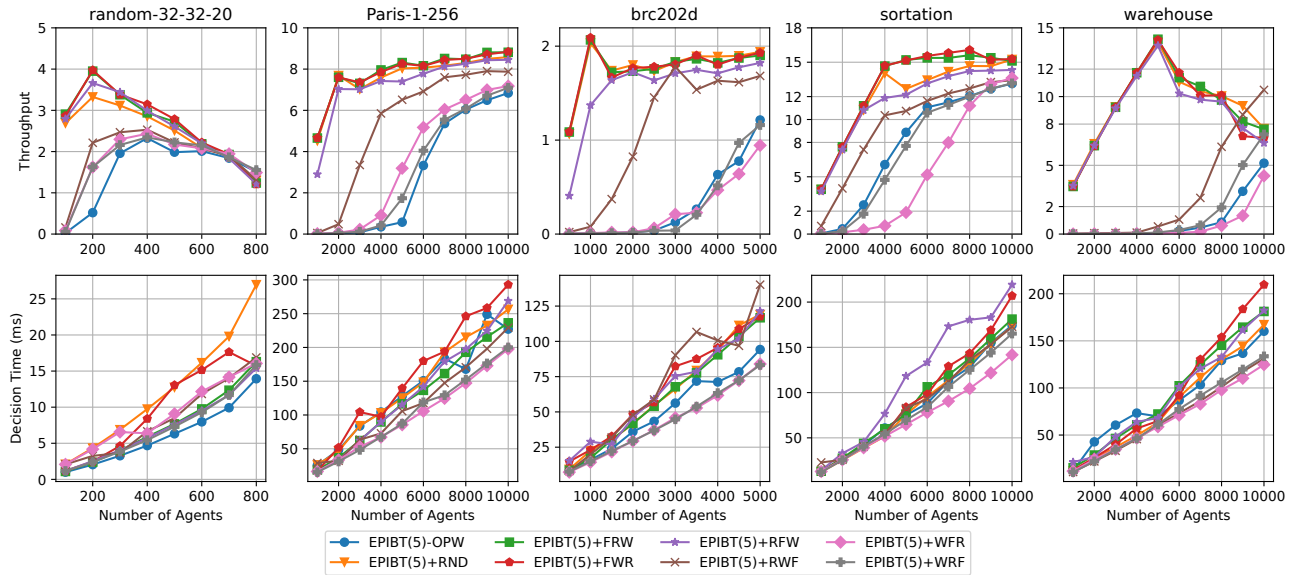 random-32-32-20 Paris-1-256 brc202d sortation warehouse
Throughput
5 4 3 2 1 0
10 8 6 4 2 0
2 1 0
18 15 12 10 8 5 2 0
15 12 10 8 5 2 0
200 400 600 800
2000 4000 6000 8000 10000
1000 2000 3000 4000 5000
2000 4000 6000 8000 10000
2000 4000 6000 8000 10000
Decision Time (ms)
25 20 15 10 5 0
300 250 200 150 100 50
125 100 75 50 25
200 150 100 50
200 150 100 50
200 400 600 800
2000 4000 6000 8000 10000
1000 2000 3000 4000 5000
2000 4000 6000 8000 10000
2000 4000 6000 8000 10000
Number of Agents Number of Agents Number of Agents Number of Agents Number of Agents
EPIBT(5)-OPW EPIBT(5)+FRW EPIBT(5)+RFW EPIBT(5)+WFR
EPIBT(5)+RND EPIBT(5)+FWR EPIBT(5)+RWF EPIBT(5)+WRF